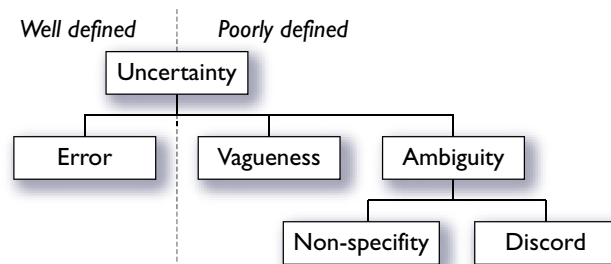 Well defined
Poorly defined
Uncertainty
Error
Vagueness
Ambiguity
Non-specifity
Discord